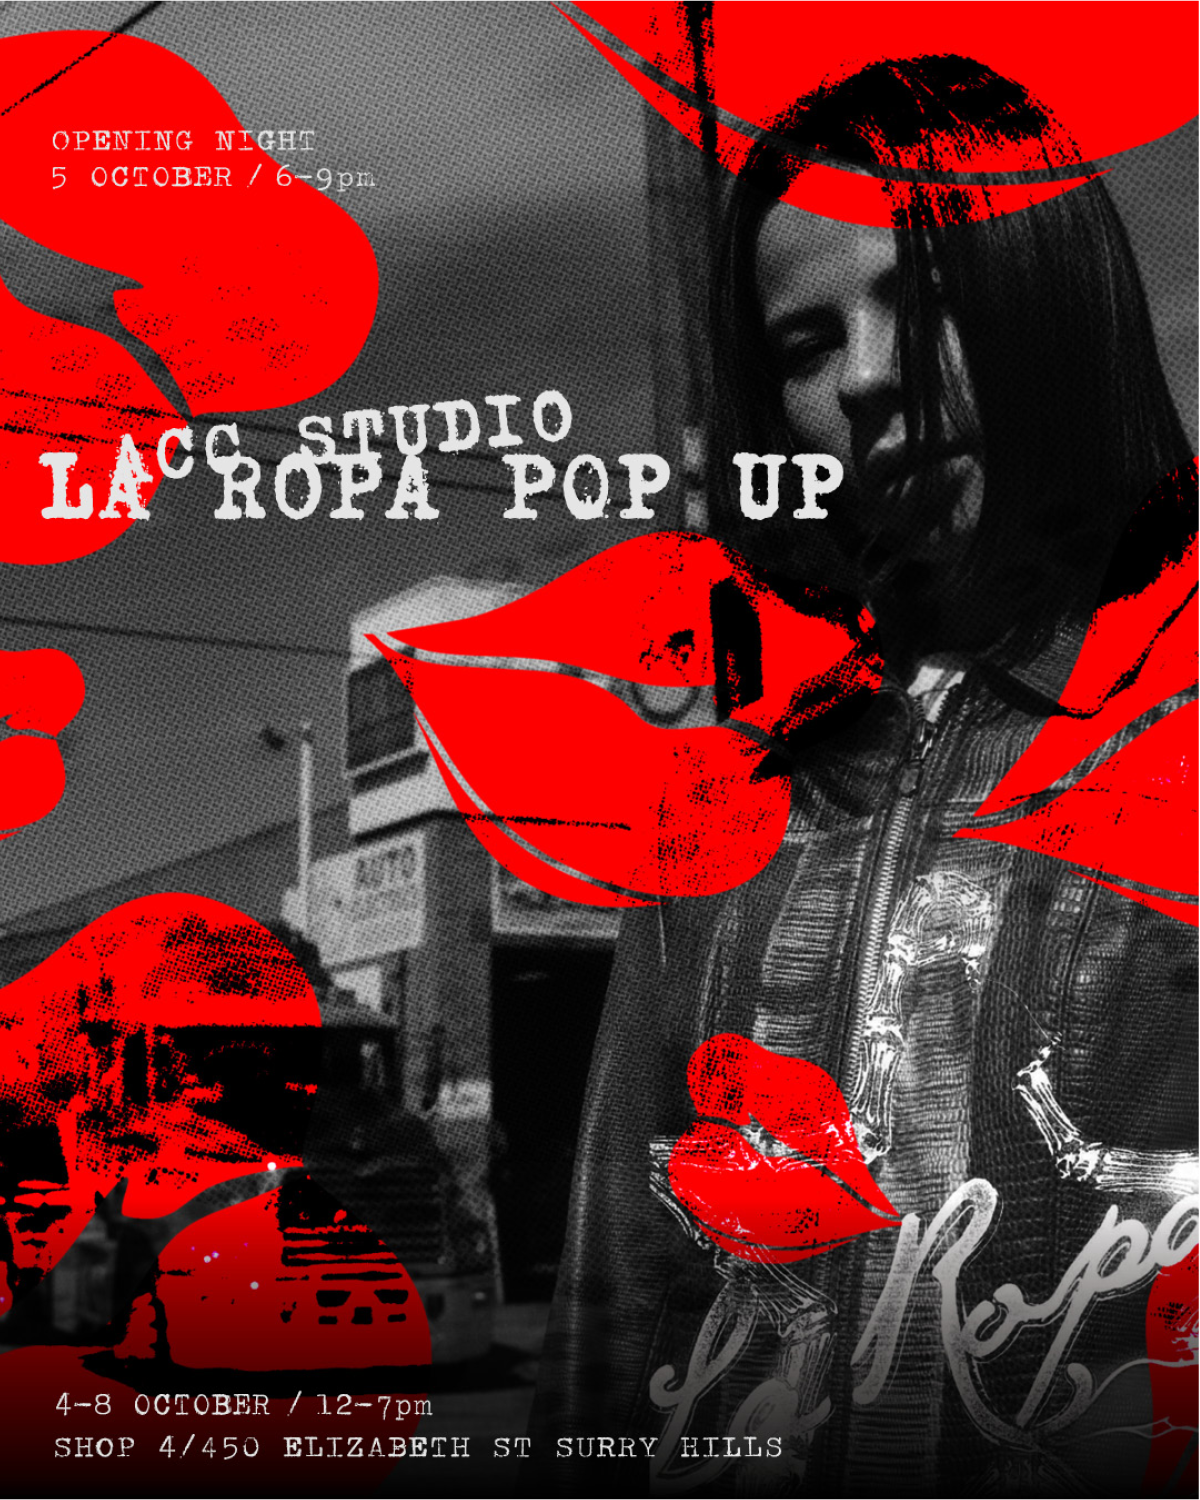 OPENING NIGHT
5 OCTOBER / 6-9pm
ACC STUDIO
LA ROPA POP UP
La Ropa
4-8 OCTOBER / 12-7pm
SHOP 4/450 ELIZABETH ST SURRY HILLS